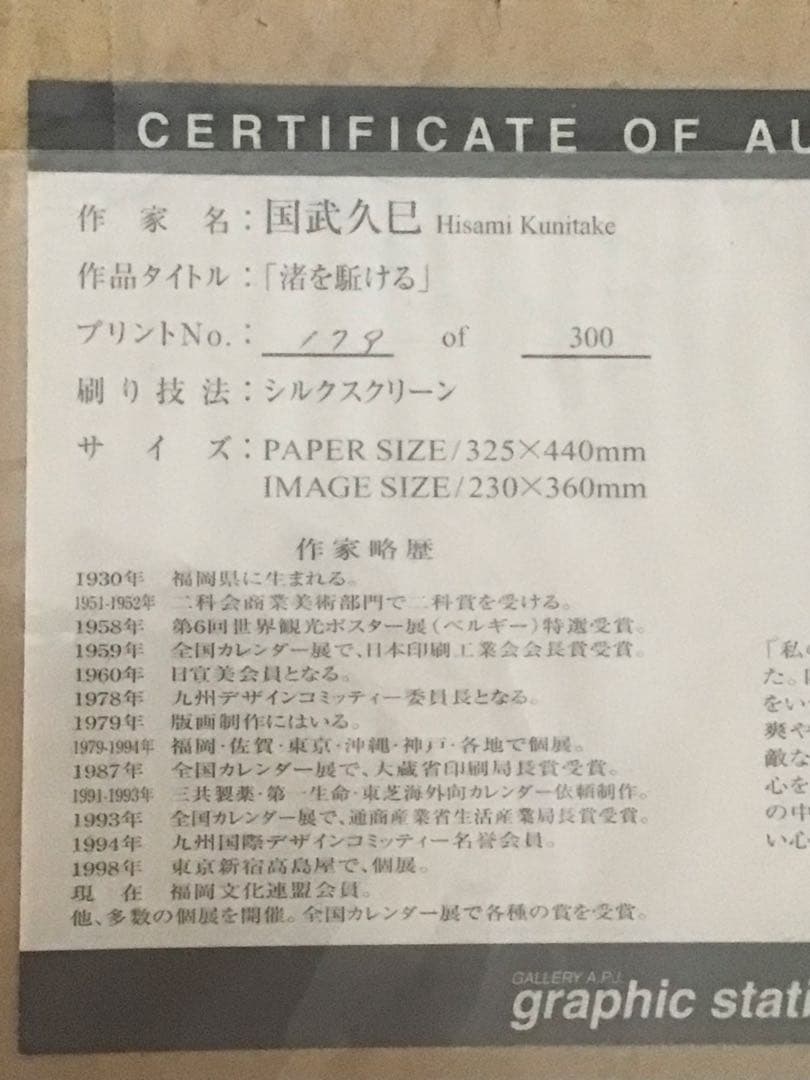 CERTIFICATE OF AU
作家名：国武久巳 Hisami Kunitake
作品タイトル：「渚を駈ける」
プリントNo.：179 of 300
刷り技法：シルクスクリーン
サイズ：PAPER SIZE/325×440mm
IMAGE SIZE/230×360mm
作家略歴
1930年 福岡県に生まれる。
1951-1952年 二科会商業美術部門で二科賞を受ける。
1958年 第6回世界観光ポスター展（ベルギー）特選受賞。
1959年 全国カレンダー展で、日本印刷工業会会長賞受賞。
1960年 日宣美会員となる。
1978年 九州デザインコミッティー委員長となる。
1979年 版画制作にはいる。
1979-1994年 福岡・佐賀・東京・沖縄・神戸・各地で個展。
1987年 全国カレンダー展で、大蔵省印刷局長賞受賞。
1991-1993年 三共製薬・第一生命・東芝海外向カレンダー依頼制作。
1993年 全国カレンダー展で、通商産業省生活産業局長賞受賞。
1994年 九州国際デザインコミッティー名誉会員。
1998年 東京新宿高島屋で、個展。
現在 福岡文化連盟会員。
他、多数の個展を開催。全国カレンダー展で各種の賞を受賞。
「私
た。
をい
爽や
敵な
心を
の中
い心
GALLERY A.P.J.
graphic stati